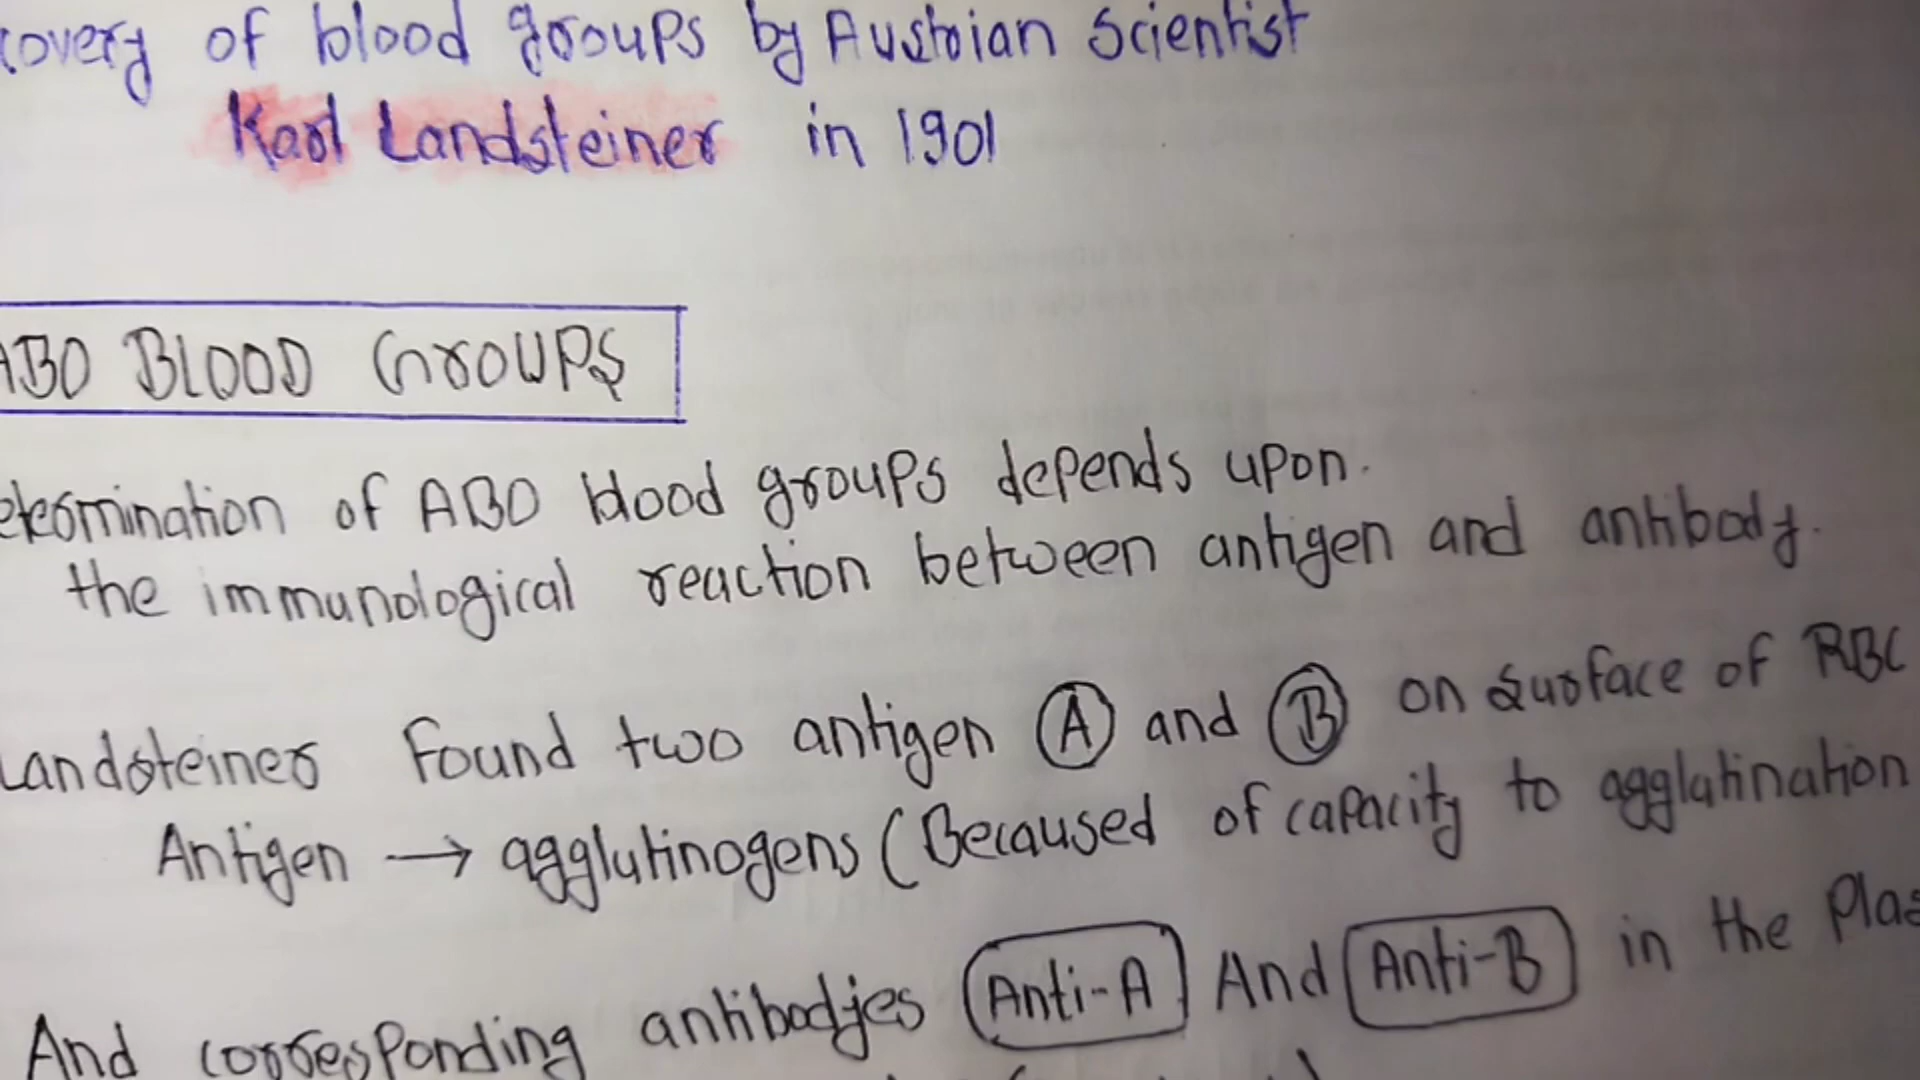 covery of blood groups by Austrian Scientist
Karl Landsteiner in 1901
ABO BLOOD GROUPS
etermination of ABO blood groups depends upon.
the immunological reaction between antigen and antibody.
Landsteiner Found two antigen A and B on surface of RBC
Antigen → agglutinogens (Becaused of capacity to agglutination
And corresponding antibodies Anti-A And Anti-B in the Plas